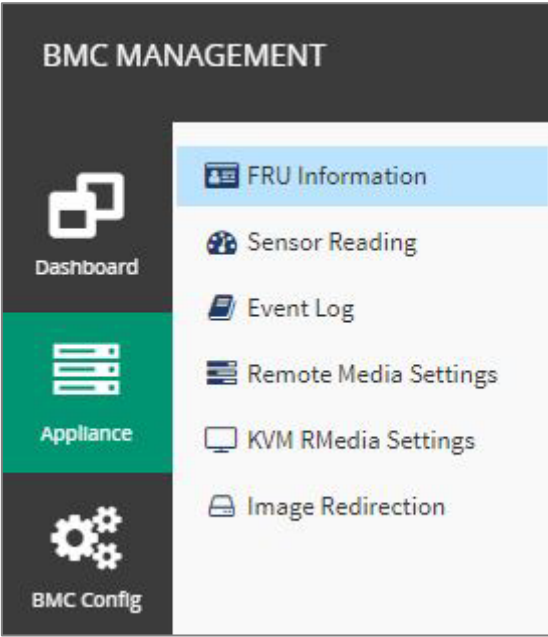 BMC MANAGEMENT
Dashboard
Appliance
BMC Config
FRU Information
Sensor Reading
Event Log
Remote Media Settings
KVM RMedia Settings
Image Redirection